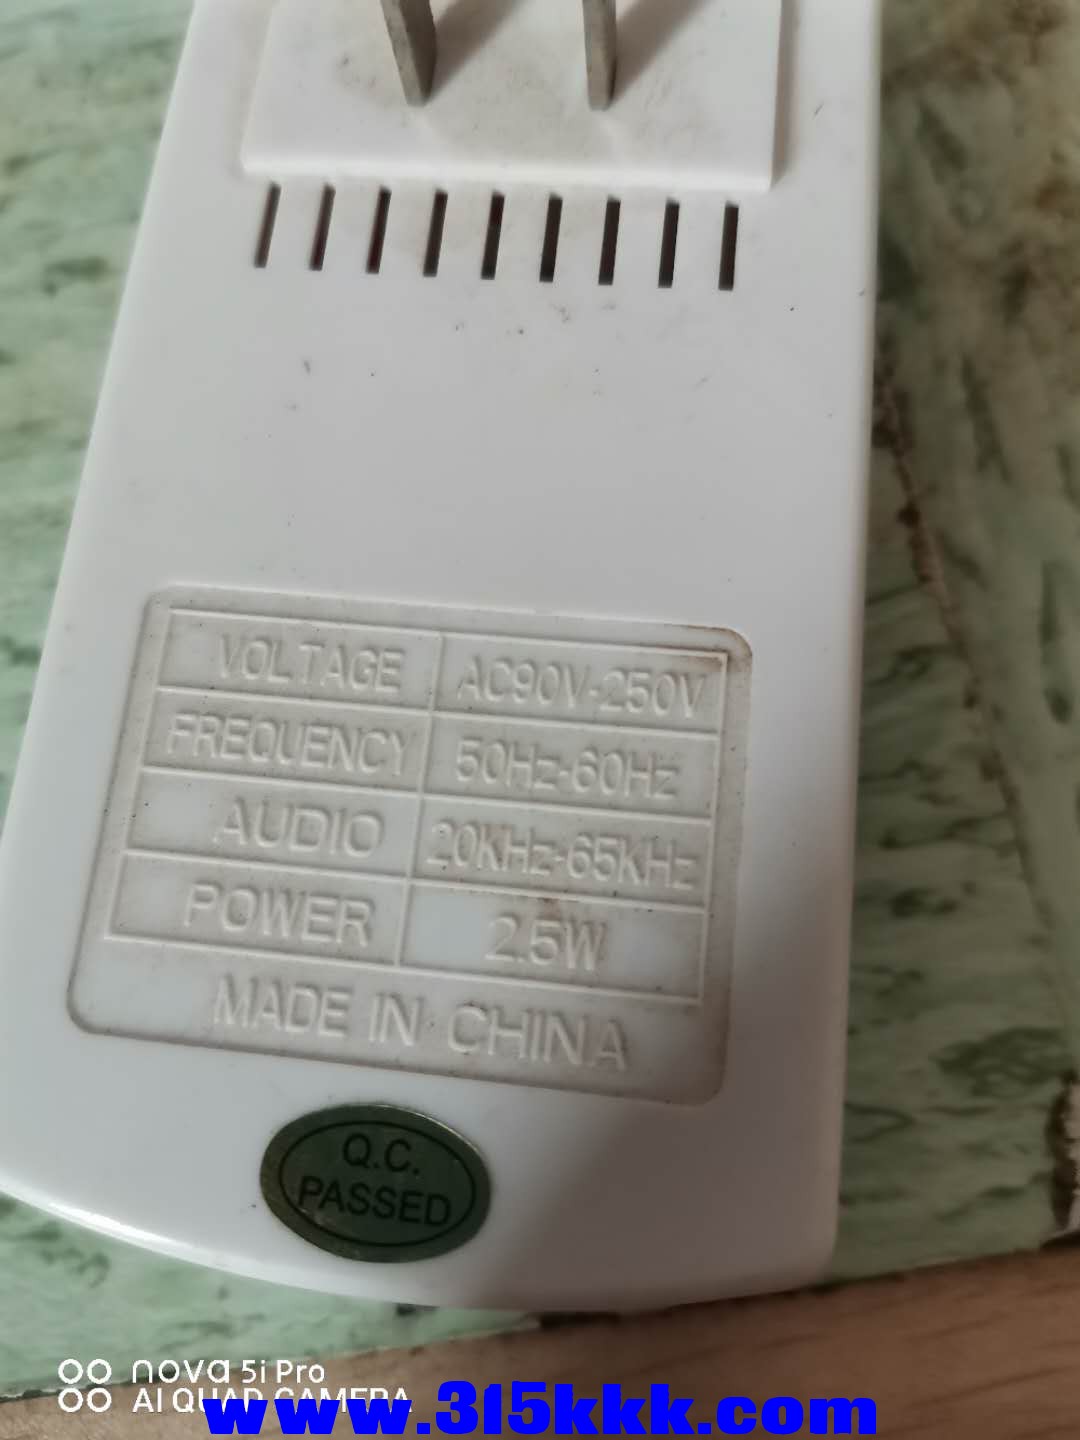 VOLTAGE AC90V-250V
FREQUENCY 50Hz-60Hz
AUDIO 20KHz-65KHz
POWER 2.5W
MADE IN CHINA
Q.C.
PASSED
nova 5i Pro
AI QUAD CAMERA
www.315kkk.com